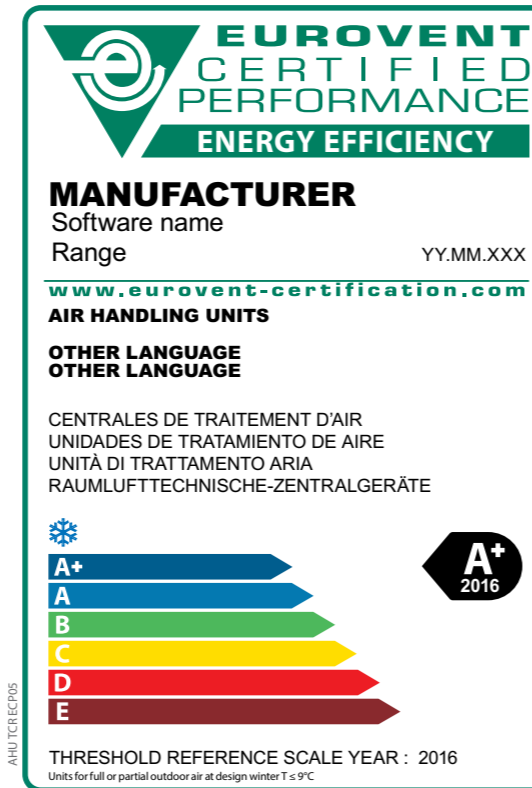 EUROVENT
CERTIFIED
PERFORMANCE
ENERGY EFFICIENCY
MANUFACTURER
Software name
Range YY.MM.XXX
www.eurovent-certification.com
AIR HANDLING UNITS
OTHER LANGUAGE
OTHER LANGUAGE
CENTRALES DE TRAITEMENT D'AIR
UNIDADES DE TRATAMIENTO DE AIRE
UNITÀ DI TRATTAMENTO ARIA
RAUMLUFTTECHNISCHE-ZENTRALGERÄTE
A+
A
B
C
D
E
A+
2016
THRESHOLD REFERENCE SCALE YEAR : 2016
Units for full or partial outdoor air at design winter T ≤ 9°C
AHU TCR ECP05